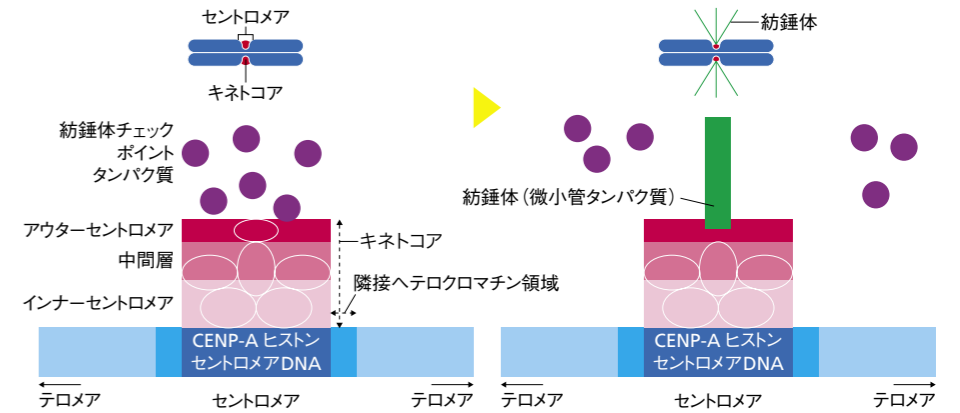 セントロメア
キネトコア
紡錘体チェック
ポイント
タンパク質
アウターセントロメア
中間層
インナーセントロメア
キネトコア
隣接ヘテロクロマチン領域
CENP-A ヒストン
セントロメアDNA
テロメア
セントロメア
テロメア
紡錘体
紡錘体（微小管タンパク質）
CENP-A ヒストン
セントロメアDNA
テロメア
セントロメア
テロメア